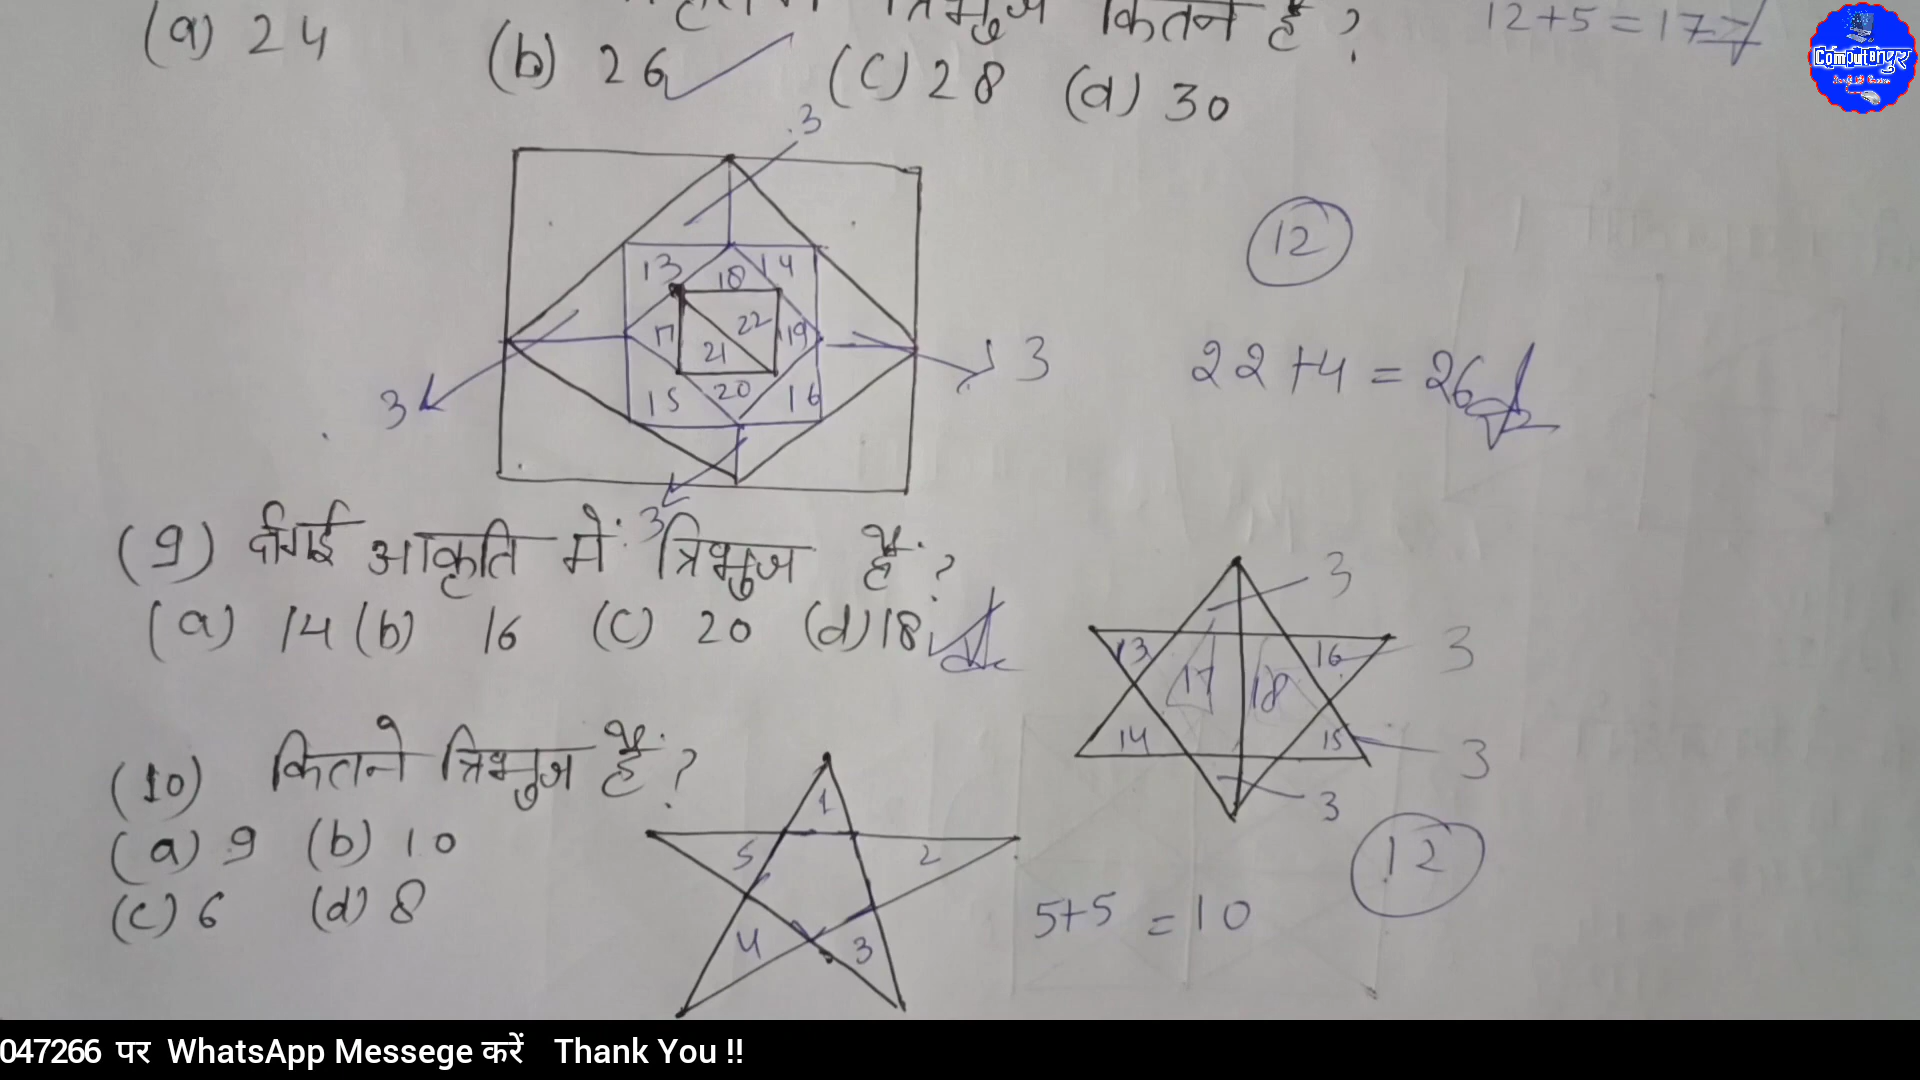 त्रिभुज कितने हैं ?
12+5=17
(a) 24 (b) 26 (c) 28 (d) 30
Computerगुर
3
12
13 18 14
17 22 19
21
15 20 16
3
3
22+4=26
3
(9) दीगई आकृति में त्रिभुज हैं ?
(a) 14 (b) 16 (c) 20 (d) 18
3
13 16 3
17 18
14 15 3
3
12
(10) कितने त्रिभुज हैं ?
(a) 9 (b) 10
(c) 6 (d) 8
1
5 2
4 3
5+5 = 10
047266 पर WhatsApp Messege करें Thank You !!